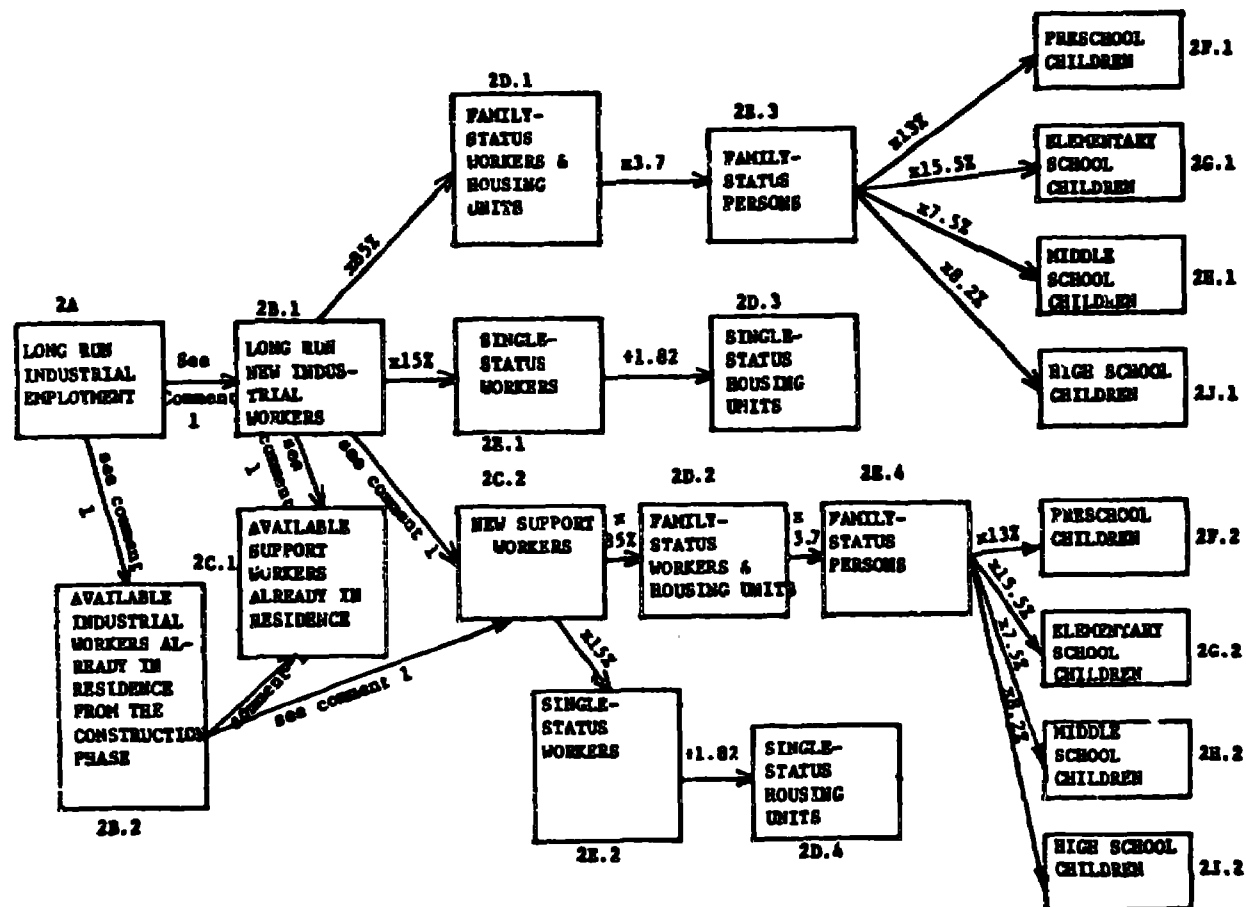 2A
LONG RUN
INDUSTRIAL
EMPLOYMENT
See
Comment
1
2B.1
LONG RUN
NEW INDUS-
TRIAL
WORKERS
see comment
1
2B.2
AVAILABLE
INDUSTRIAL
WORKERS AL-
READY IN
RESIDENCE
FROM THE
CONSTRUCTION
PHASE
see
comment
1
2C.1
AVAILABLE
SUPPORT
WORKERS
ALREADY IN
RESIDENCE
comment
see comment 1
see comment 1
x85%
2D.1
FAMILY-
STATUS
WORKERS &
HOUSING
UNITS
x3.7
2E.3
FAMILY-
STATUS
PERSONS
x13%
PRESCHOOL
CHILDREN
2F.1
x15.5%
ELEMENTARY
SCHOOL
CHILDREN
2G.1
x7.5%
MIDDLE
SCHOOL
CHILDREN
2H.1
x8.2%
HIGH SCHOOL
CHILDREN
2J.1
x15%
SINGLE-
STATUS
WORKERS
2E.1
÷1.82
2D.3
SINGLE-
STATUS
HOUSING
UNITS
2C.2
NEW SUPPORT
WORKERS
x
85%
2D.2
FAMILY-
STATUS
WORKERS &
HOUSING UNITS
x
3.7
2E.4
FAMILY-
STATUS
PERSONS
x13%
PRESCHOOL
CHILDREN
2F.2
x15.5%
ELEMENTARY
SCHOOL
CHILDREN
2G.2
x7.5%
MIDDLE
SCHOOL
CHILDREN
2H.2
x8.2%
HIGH SCHOOL
CHILDREN
2J.2
x15%
SINGLE-
STATUS
WORKERS
2E.2
÷1.82
SINGLE-
STATUS
HOUSING
UNITS
2D.4